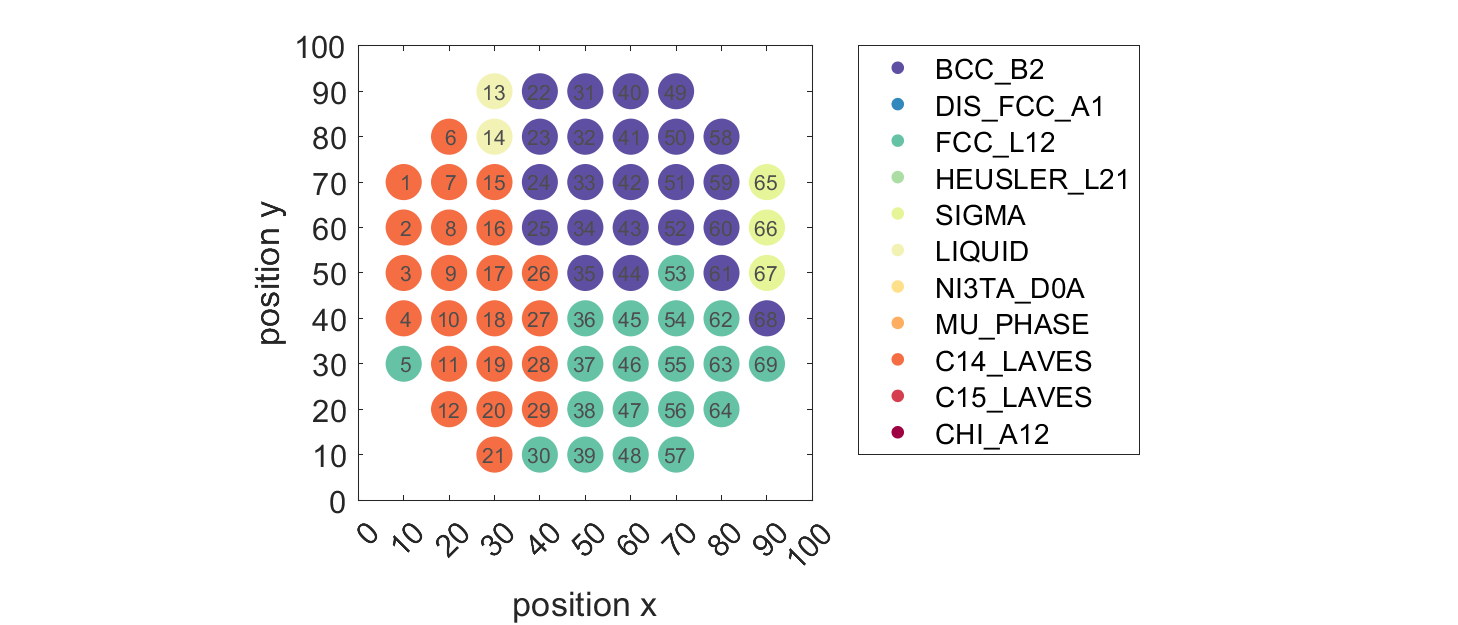 100
90
80
70
60
50
40
30
20
10
0
position y
13 22 31 40 49
6 14 23 32 41 50 58
1 7 15 24 33 42 51 59 65
2 8 16 25 34 43 52 60 66
3 9 17 26 35 44 53 61 67
4 10 18 27 36 45 54 62 68
5 11 19 28 37 46 55 63 69
12 20 29 38 47 56 64
21 30 39 48 57
0 10 20 30 40 50 60 70 80 90 100
position x
BCC_B2
DIS_FCC_A1
FCC_L12
HEUSLER_L21
SIGMA
LIQUID
NI3TA_D0A
MU_PHASE
C14_LAVES
C15_LAVES
CHI_A12